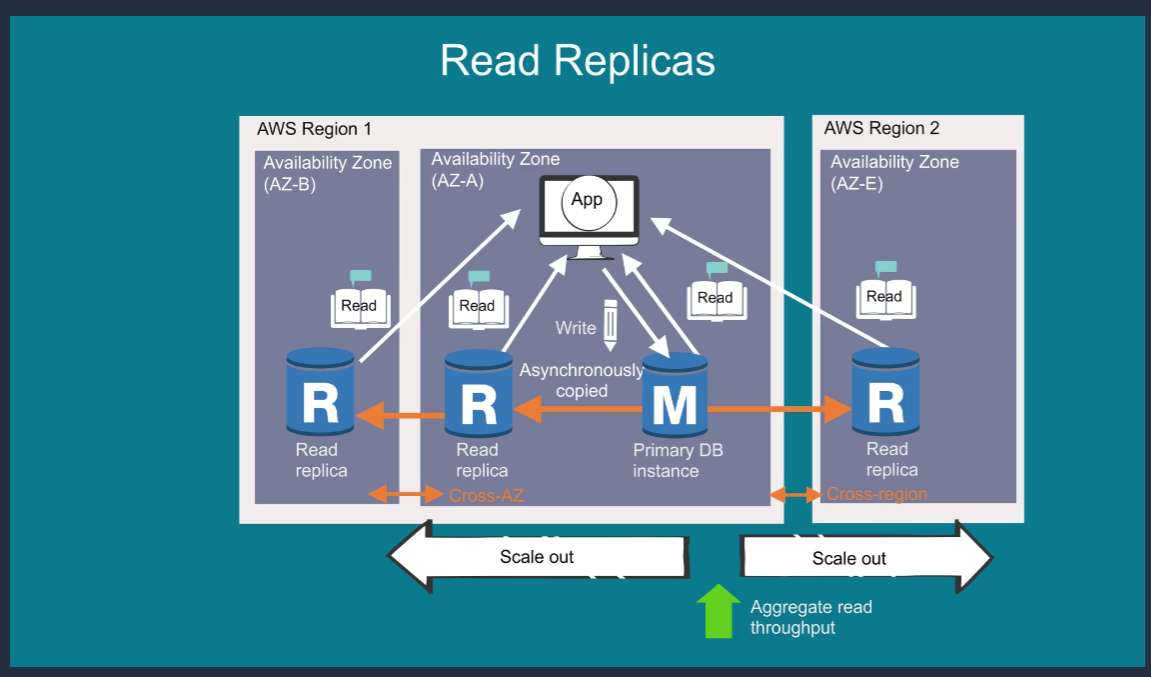 Read Replicas
AWS Region 1
Availability Zone
(AZ-B)
Availability Zone
(AZ-A)
App
Read
Read
Write
Read
Asynchronously
copied
R
R
M
Read
replica
Read
replica
Primary DB
instance
Cross-AZ
AWS Region 2
Availability Zone
(AZ-E)
Read
R
Read
replica
Cross-region
Scale out
Scale out
Aggregate read
throughput